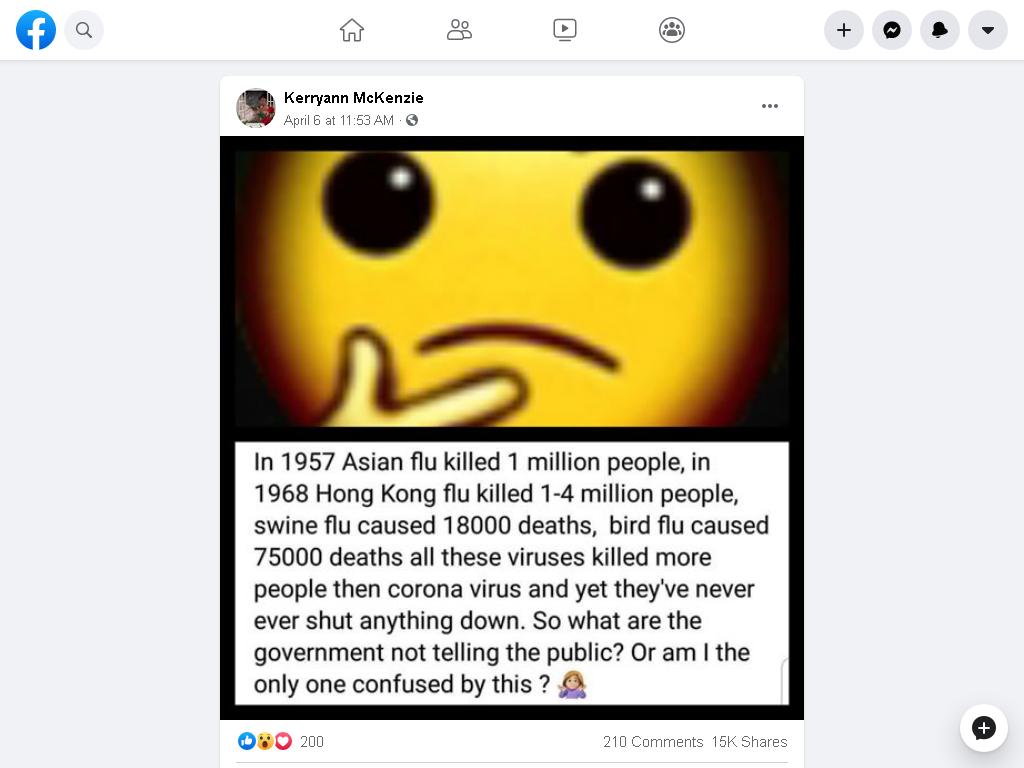 Kerryann McKenzie
April 6 at 11:53 AM ·
In 1957 Asian flu killed 1 million people, in
1968 Hong Kong flu killed 1-4 million people,
swine flu caused 18000 deaths,  bird flu caused
75000 deaths all these viruses killed more
people then corona virus and yet they've never
ever shut anything down. So what are the
government not telling the public? Or am I the
only one confused by this ? 🤷🏼‍♀️
200
210 Comments 15K Shares